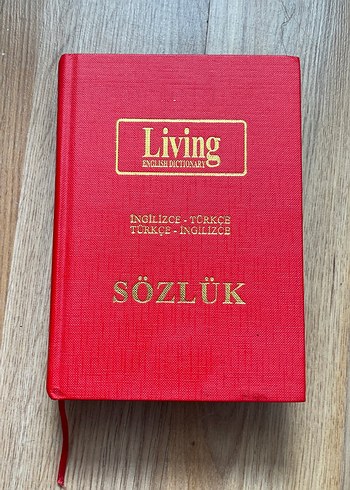 Living
ENGLISH DICTIONARY
İNGİLİZCE - TÜRKÇE
TÜRKÇE - İNGİLİZCE
SÖZLÜK